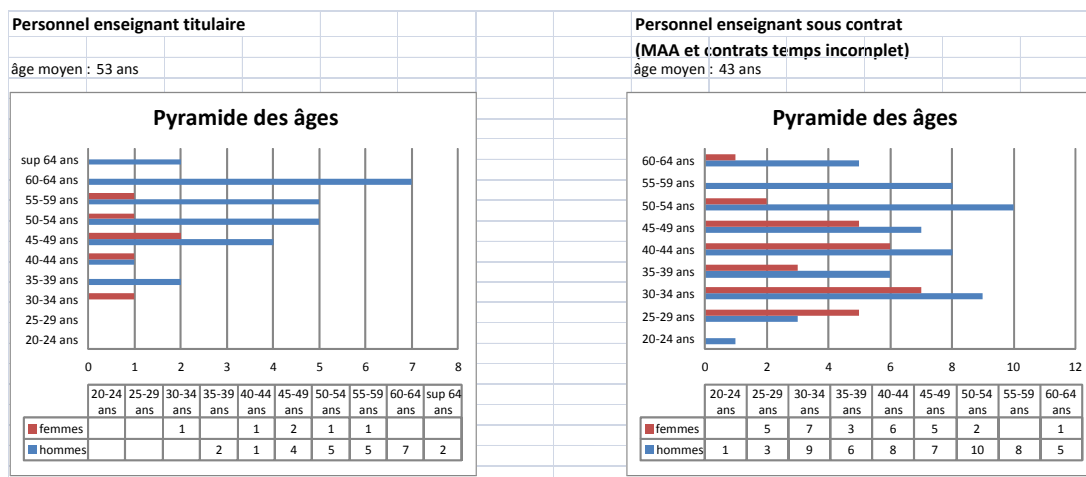 Personnel enseignant titulaire
âge moyen : 53 ans
Pyramide des âges
sup 64 ans
60-64 ans
55-59 ans
50-54 ans
45-49 ans
40-44 ans
35-39 ans
30-34 ans
25-29 ans
20-24 ans
0 1 2 3 4 5 6 7 8
20-24 25-29 30-34 35-39 40-44 45-49 50-54 55-59 60-64 sup 64
ans ans ans ans ans ans ans ans ans ans
femmes 1 1 2 1 1
hommes 2 1 4 5 5 7 2
Personnel enseignant sous contrat
(MAA et contrats temps incomplet)
âge moyen : 43 ans
Pyramide des âges
60-64 ans
55-59 ans
50-54 ans
45-49 ans
40-44 ans
35-39 ans
30-34 ans
25-29 ans
20-24 ans
0 2 4 6 8 10 12
20-24 25-29 30-34 35-39 40-44 45-49 50-54 55-59 60-64
ans ans ans ans ans ans ans ans ans
femmes 5 7 3 6 5 2 1
hommes 1 3 9 6 8 7 10 8 5